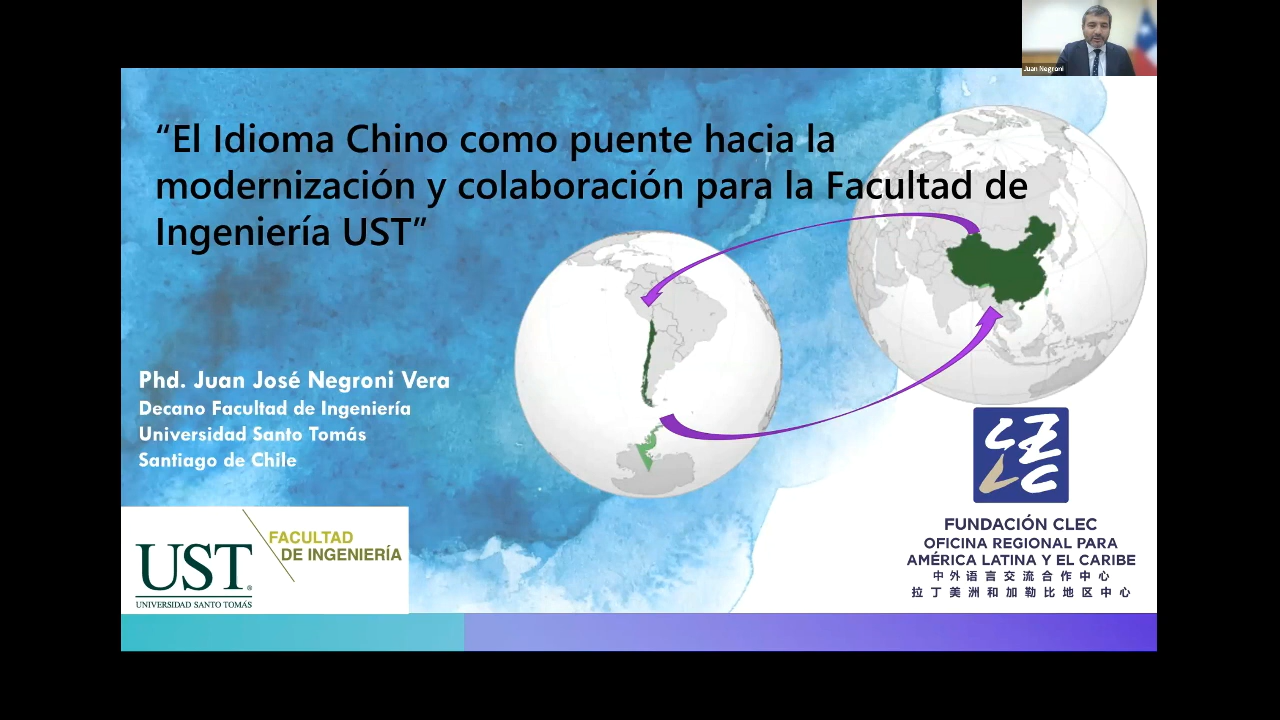 Juan Negroni
“El Idioma Chino como puente hacia la
modernización y colaboración para la Facultad de
Ingeniería UST”
Phd. Juan José Negroni Vera
Decano Facultad de Ingeniería
Universidad Santo Tomás
Santiago de Chile
UST
UNIVERSIDAD SANTO TOMÁS
FACULTAD
DE INGENIERÍA
CLEC
FUNDACIÓN CLEC
OFICINA REGIONAL PARA
AMÉRICA LATINA Y EL CARIBE
中外语言交流合作中心
拉丁美洲和加勒比地区中心